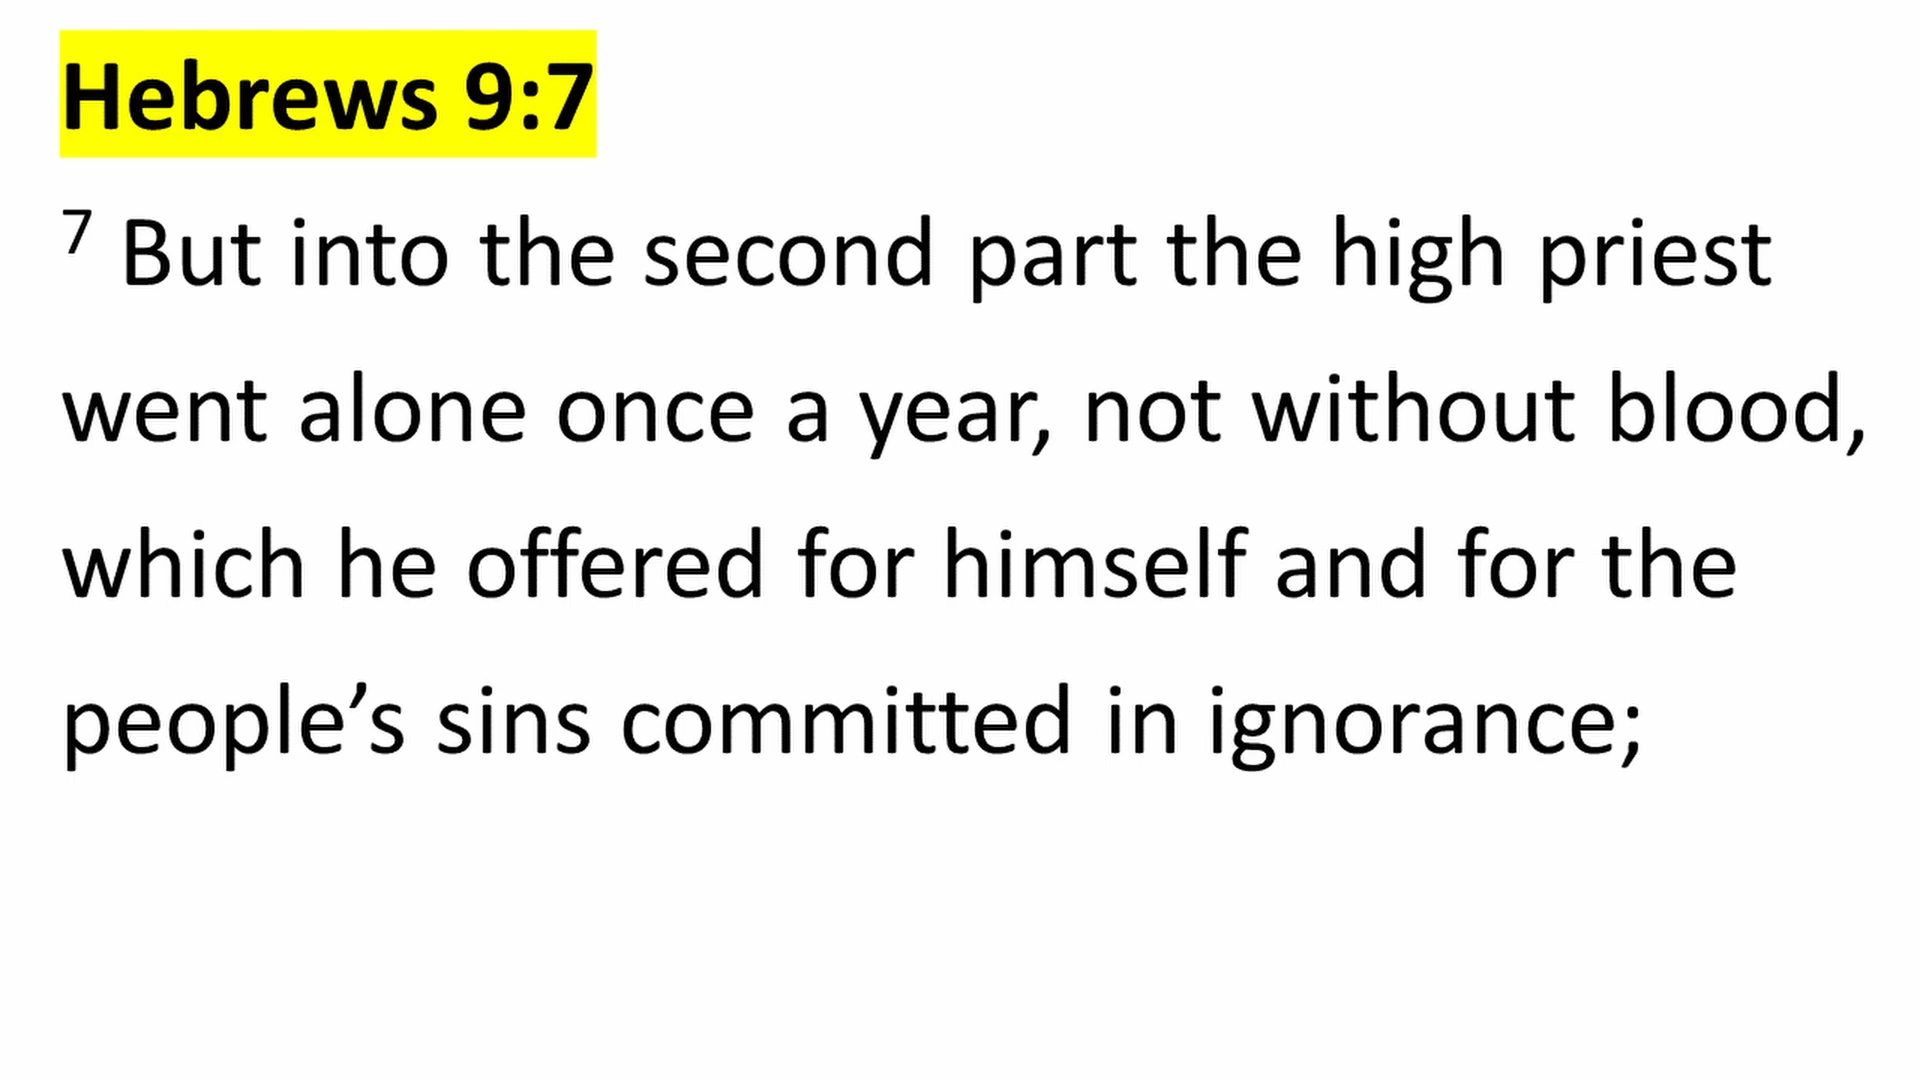 Hebrews 9:7
7 But into the second part the high priest
went alone once a year, not without blood,
which he offered for himself and for the
people’s sins committed in ignorance;